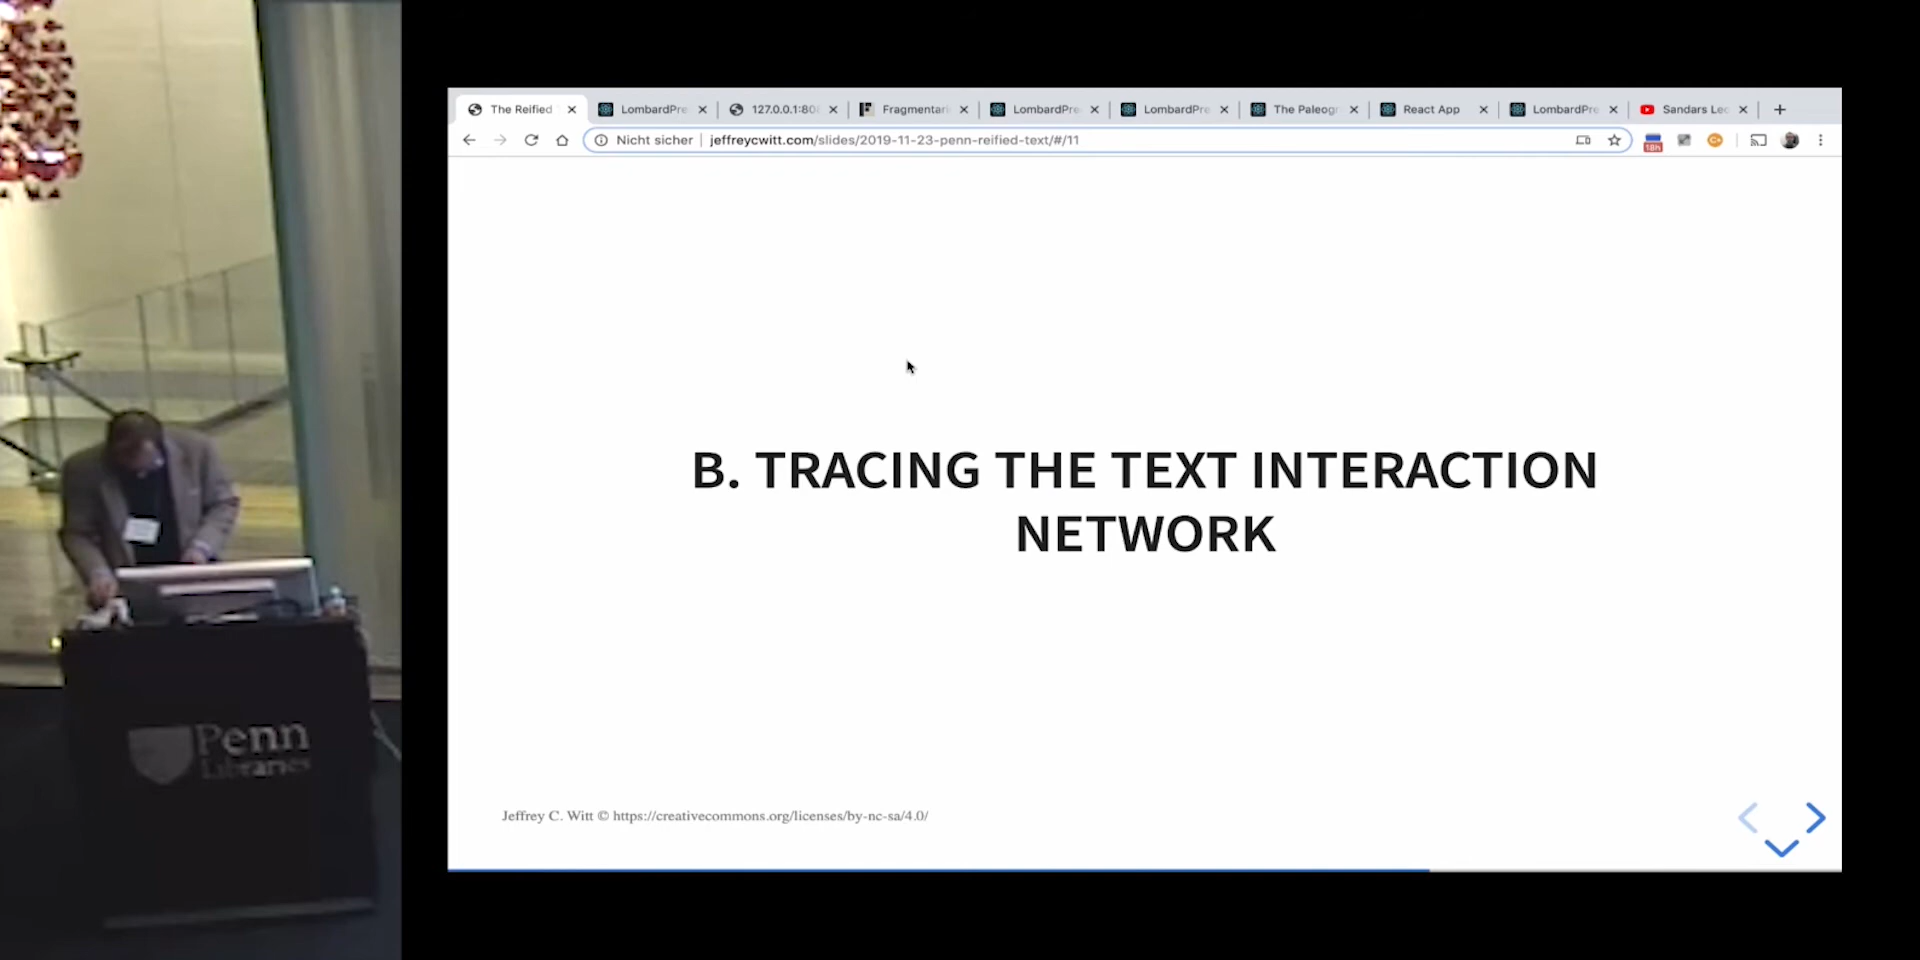 The Reified
LombardPre
127.0.0.1:80
Fragmentari
LombardPre
LombardPre
The Paleogr
React App
LombardPre
Sandars Lec
Nicht sicher | jeffreycwitt.com/slides/2019-11-23-penn-reified-text/#/11
18h
B. TRACING THE TEXT INTERACTION
NETWORK
Jeffrey C. Witt © https://creativecommons.org/licenses/by-nc-sa/4.0/
Penn
Libraries